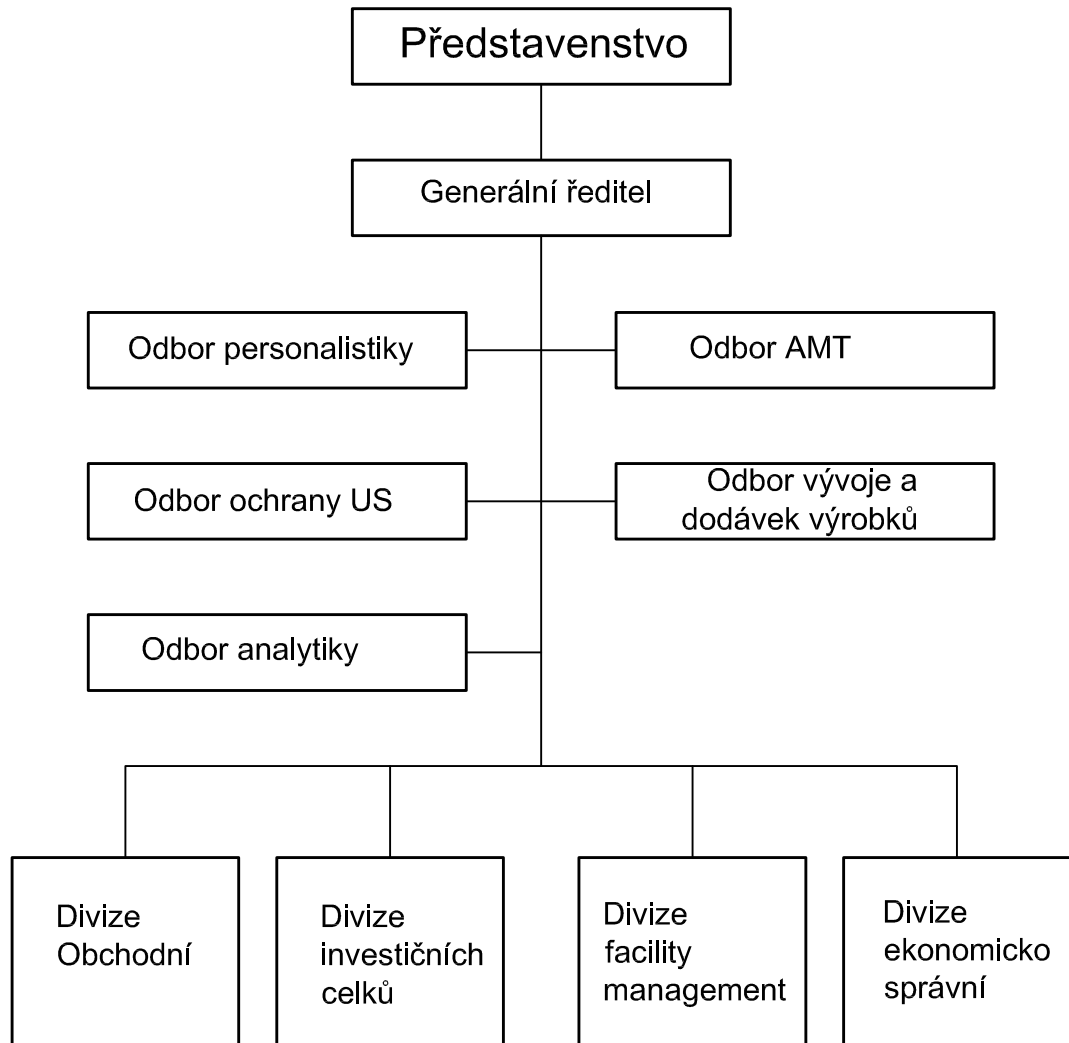 Představenstvo
Generální ředitel
Odbor personalistiky
Odbor AMT
Odbor ochrany US
Odbor vývoje a
dodávek výrobků
Odbor analytiky
Divize
Obchodní
Divize
investičních
celků
Divize
facility
management
Divize
ekonomicko
správní